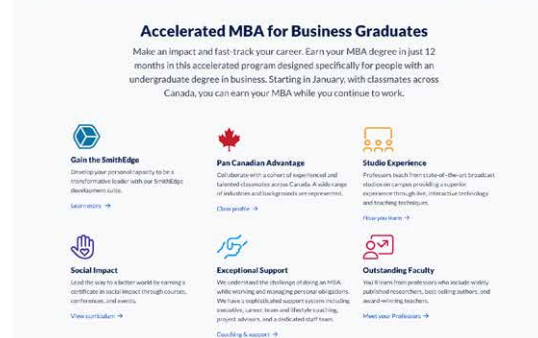 Accelerated MBA for Business Graduates
Make an impact and fast-track your career. Earn your MBA degree in just 12
months in this accelerated program designed specifically for people with an
undergraduate degree in business. Starting in January, with classmates across
Canada, you can earn your MBA while you continue to work.
Gain the SmithEdge
Develop your personal capacity to be a
transformative leader with our SmithEdge
development suite.
Learn more →
Pan Canadian Advantage
Collaborate with a cohort of experienced and
talented classmates across Canada. A wide range
of industries and backgrounds are represented.
Class profile →
Studio Experience
Professors teach from state-of-the-art broadcast
studios on campus providing a superior
experience through live, interactive technology
and teaching techniques.
How you learn →
Social Impact
Lead the way to a better world by earning a
certificate in social impact through courses,
conferences, and events.
View curriculum →
Exceptional Support
We understand the challenge of doing an MBA
while working and managing personal obligations.
We have a sophisticated support system including
executive, career, team and lifestyle coaching,
project advisors, and a dedicated staff team.
Coaching & support →
Outstanding Faculty
You'll learn from professors who include widely
published researchers, best-selling authors, and
award-winning teachers.
Meet your Professors →